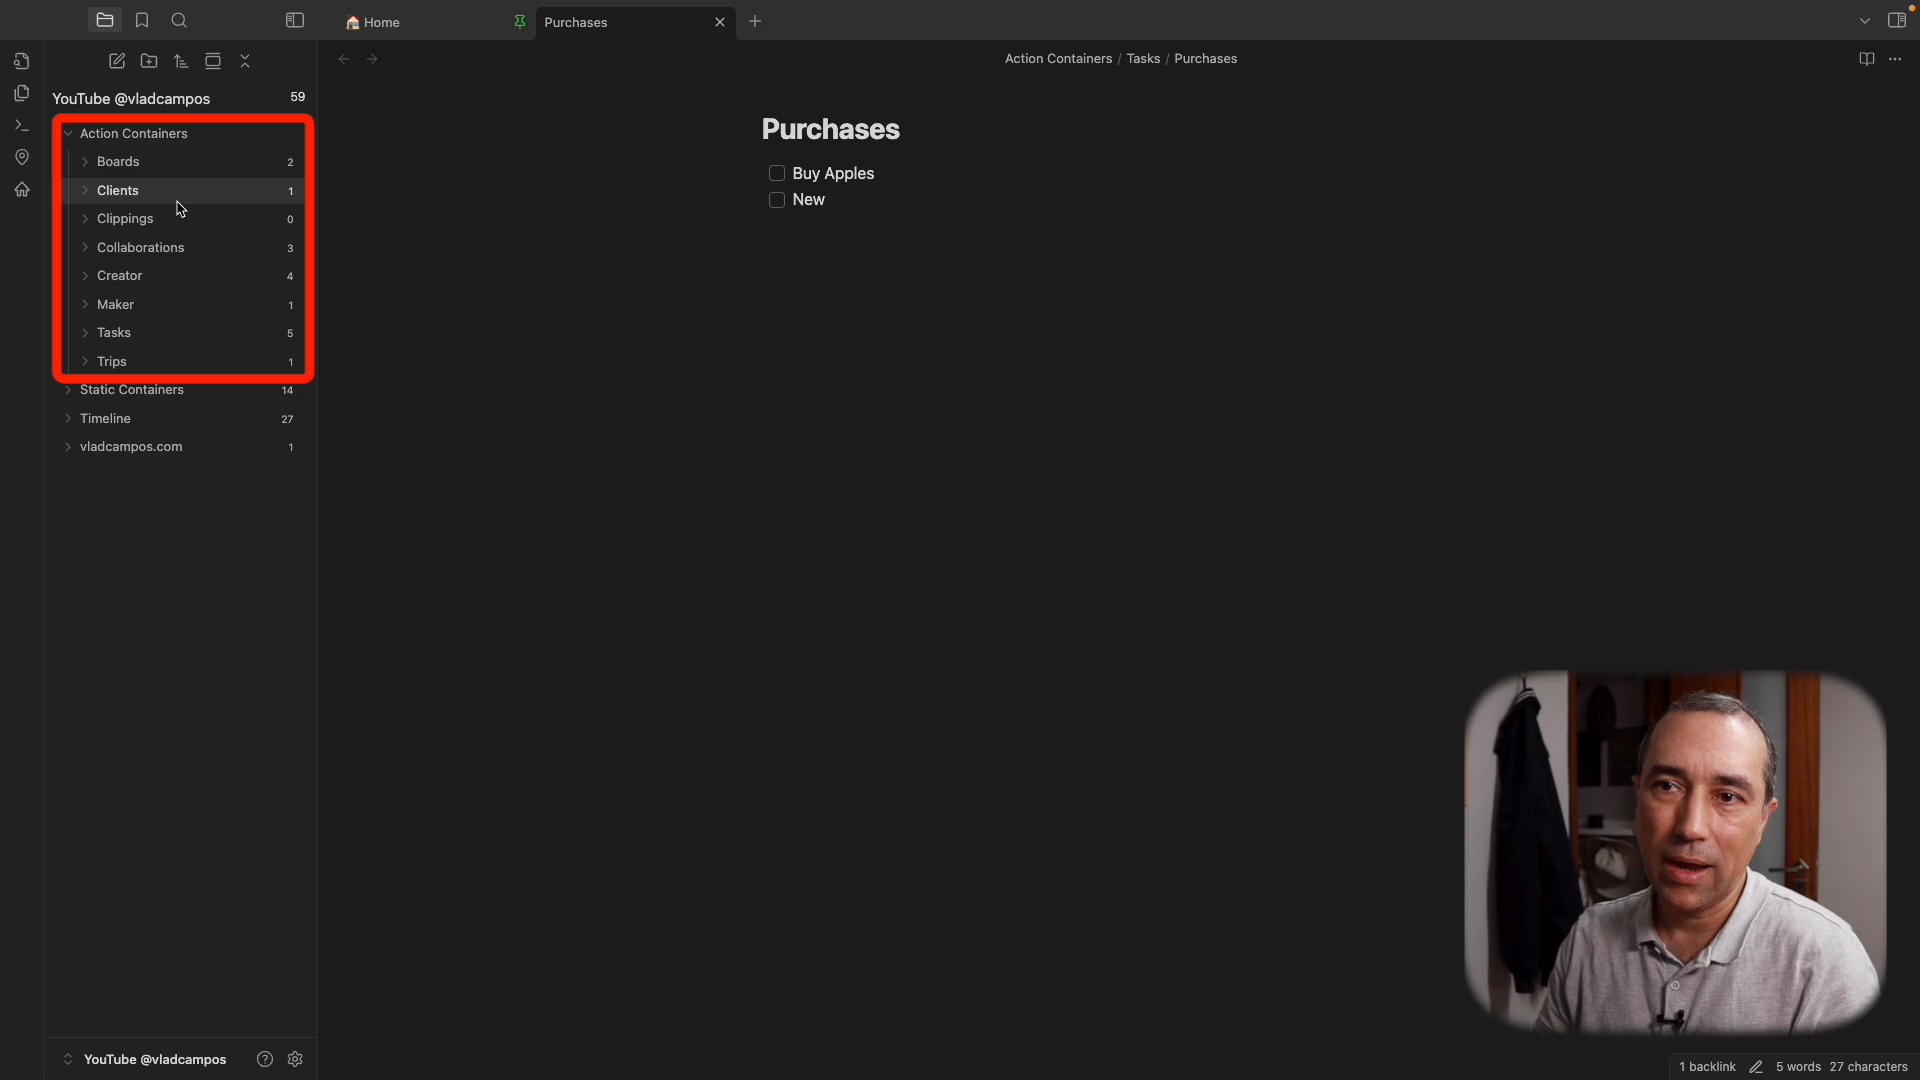 Home
Purchases
Action Containers / Tasks / Purchases
YouTube @vladcampos 59
Action Containers
Boards 2
Clients 1
Clippings 0
Collaborations 3
Creator 4
Maker 1
Tasks 5
Trips 1
Static Containers 14
Timeline 27
vladcampos.com 1
Purchases
Buy Apples
New
YouTube @vladcampos
1 backlink 5 words 27 characters